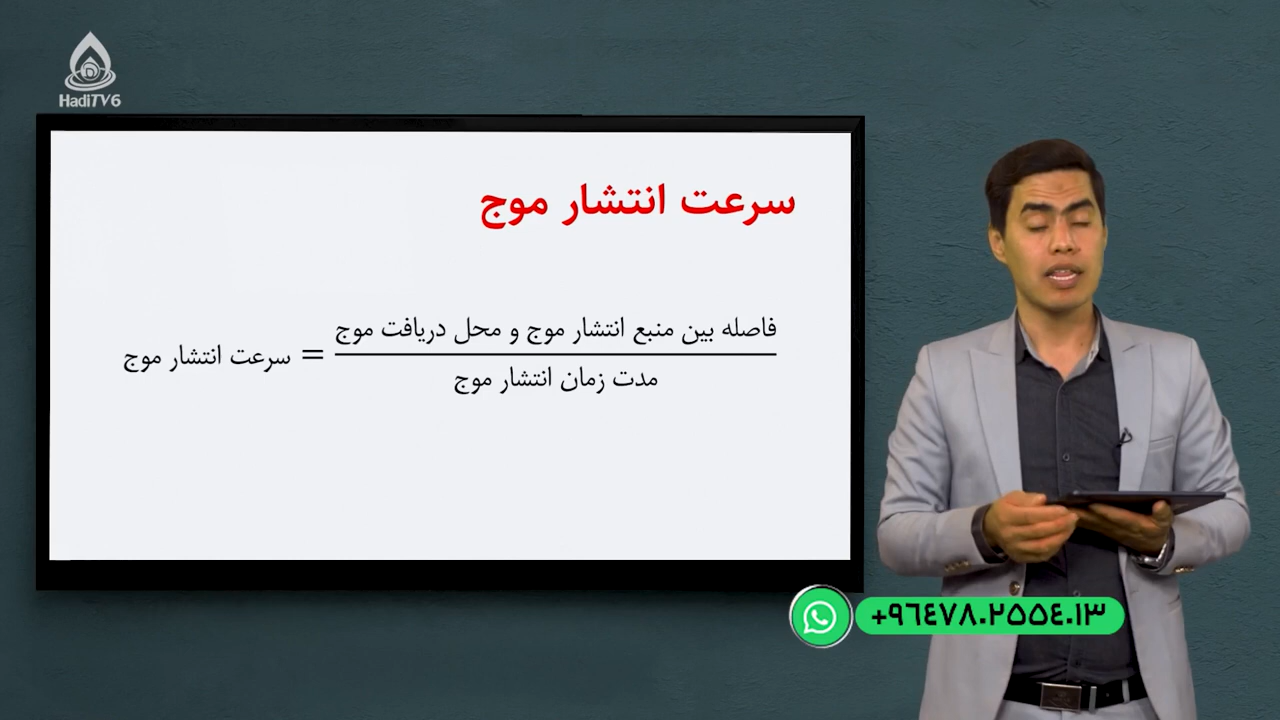 HadiTV6
سرعت انتشار موج
سرعت انتشار موج = فاصله بین منبع انتشار موج و محل دریافت موج
مدت زمان انتشار موج
+٩٦٤٧٨٠٢٥٥٤٠١٣